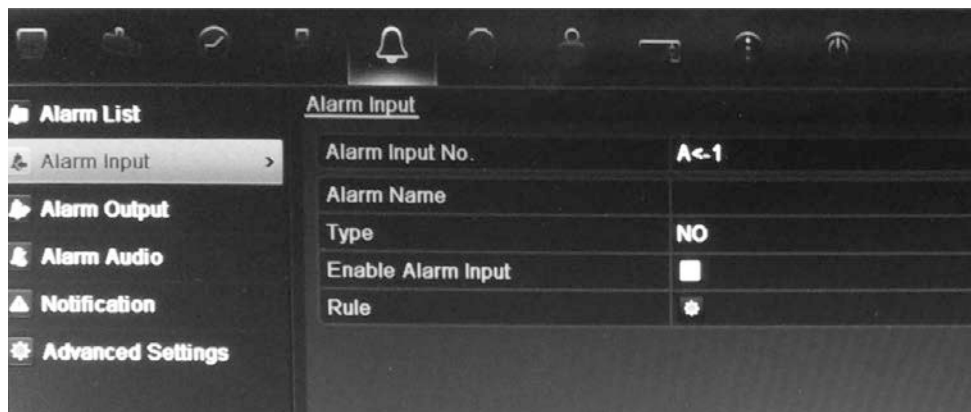 Alarm List
Alarm Input
Alarm Output
Alarm Audio
Notification
Advanced Settings
Alarm Input
Alarm Input No. A<-1
Alarm Name
Type NO
Enable Alarm Input
Rule